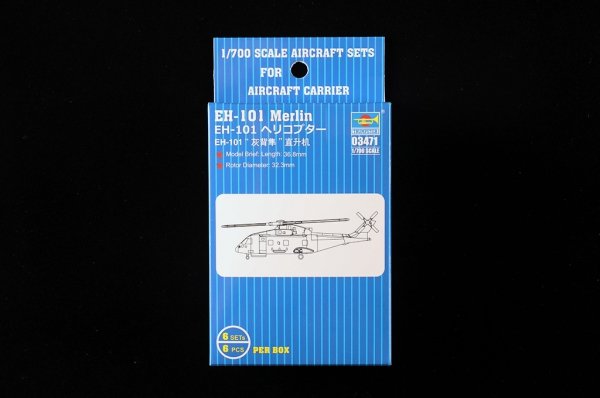 1/700 SCALE AIRCRAFT SETS
FOR
AIRCRAFT CARRIER
EH-101 Merlin
EH-101 ヘリコプター
EH-101 "灰背隼" 直升机
Model Brief: Length: 36.8mm
Rotor Diameter: 32.3mm
TRUMPETER
03471
1/700 SCALE
6 SETs
6 PCS
PER BOX